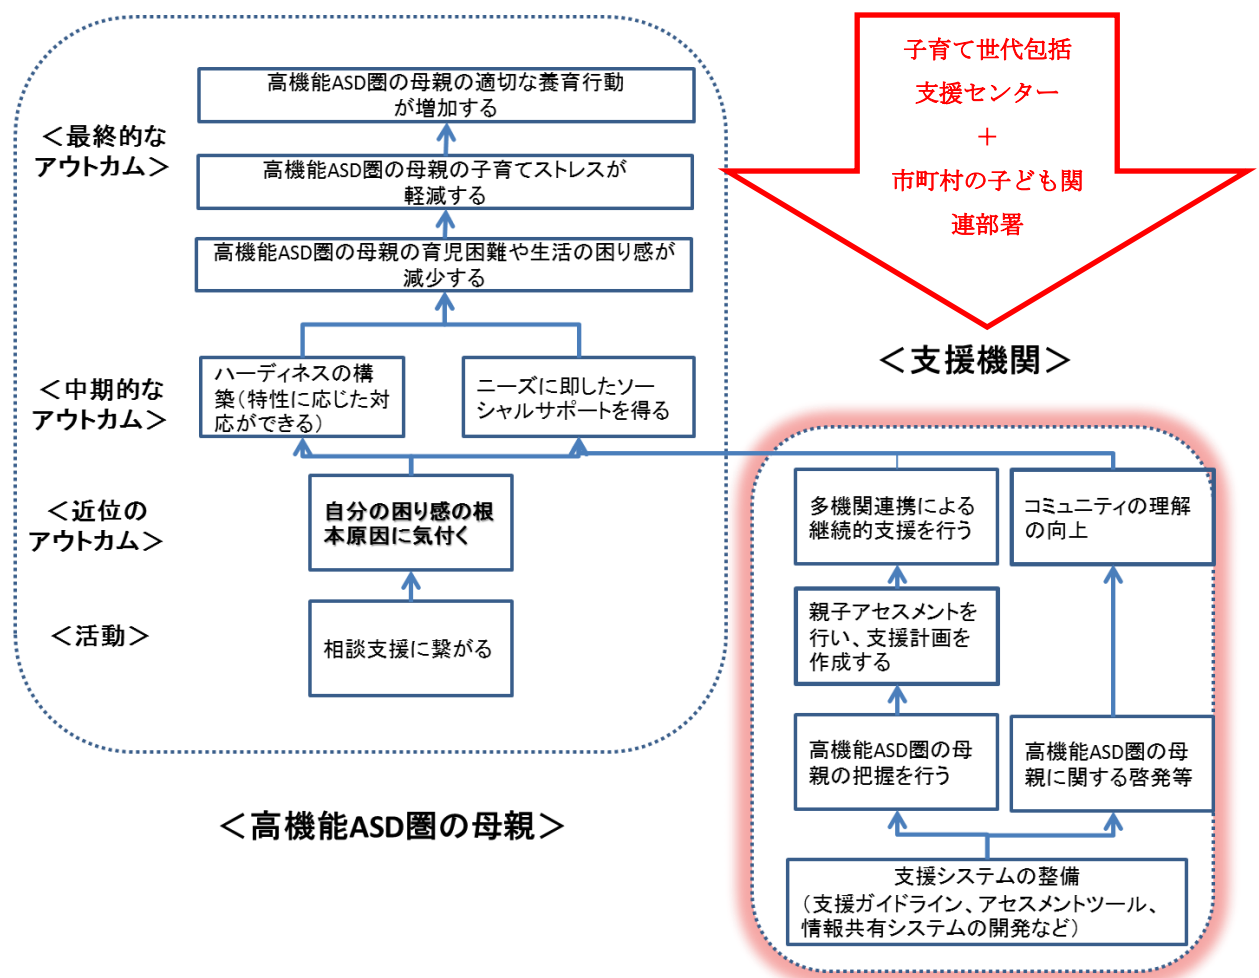 高機能ASD圏の母親の適切な養育行動
が増加する
＜最終的な
アウトカム＞
高機能ASD圏の母親の子育てストレスが
軽減する
高機能ASD圏の母親の育児困難や生活の困り感が
減少する
＜中期的な
アウトカム＞
ハーディネスの構
築（特性に応じた対
応ができる）
ニーズに即したソー
シャルサポートを得る
＜近位の
アウトカム＞
自分の困り感の根
本原因に気付く
＜活動＞
相談支援に繋がる
＜高機能ASD圏の母親＞
子育て世代包括
支援センター
＋
市町村の子ども関
連部署
＜支援機関＞
多機関連携による
継続的支援を行う
コミュニティの理解
の向上
親子アセスメントを
行い、支援計画を
作成する
高機能ASD圏の母
親の把握を行う
高機能ASD圏の母
親に関する啓発等
支援システムの整備
（支援ガイドライン、アセスメントツール、
情報共有システムの開発など）